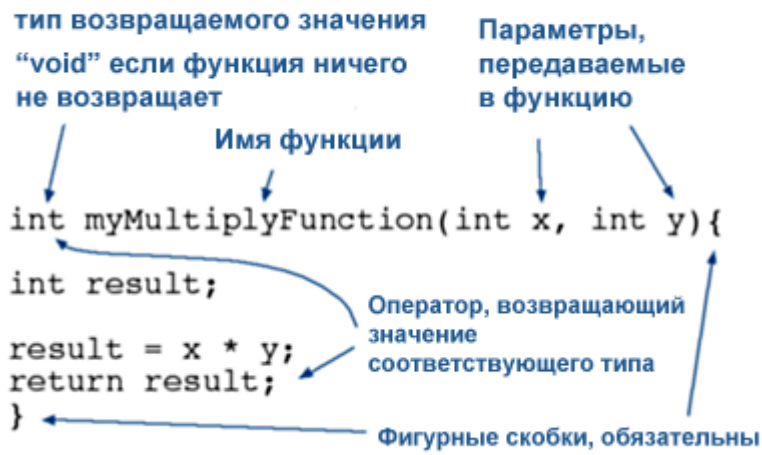 тип возвращаемого значения
“void” если функция ничего
не возвращает
Параметры,
передаваемые
в функцию
Имя функции
int myMultiplyFunction(int x, int y){
int result;
Оператор, возвращающий
значение
соответствующего типа
result = x * y;
return result;
}
Фигурные скобки, обязательны